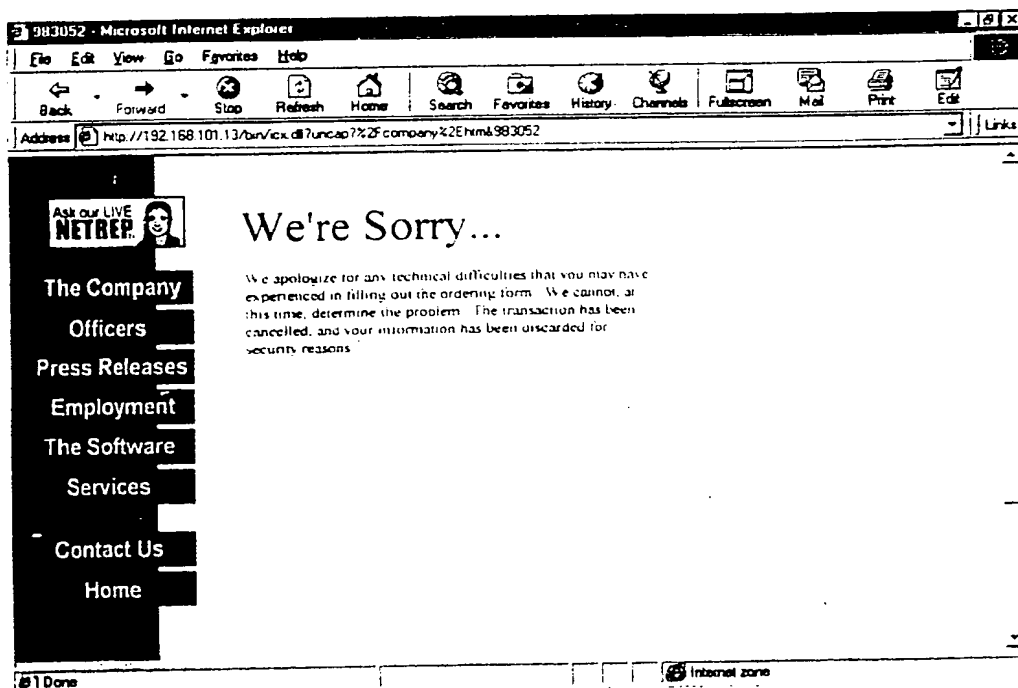 983052 - Microsoft Internet Explorer
File Edit View Go Favorites Help
Back Forward Stop Refresh Home Search Favorites History Channels Fullscreen Mail Print Edit
Address http://192.168.101.13/bin/icx.dll?uncap?%2Fcompany%2Ehtm&983052 Links
Ask our LIVE
NETREP.
We're Sorry...
We apologize for any technical difficulties that you may have
experienced in filling out the ordering form. We cannot, at
this time, determine the problem. The transaction has been
cancelled, and your information has been discarded for
security reasons.
The Company
Officers
Press Releases
Employment
The Software
Services
Contact Us
Home
Done Internet zone